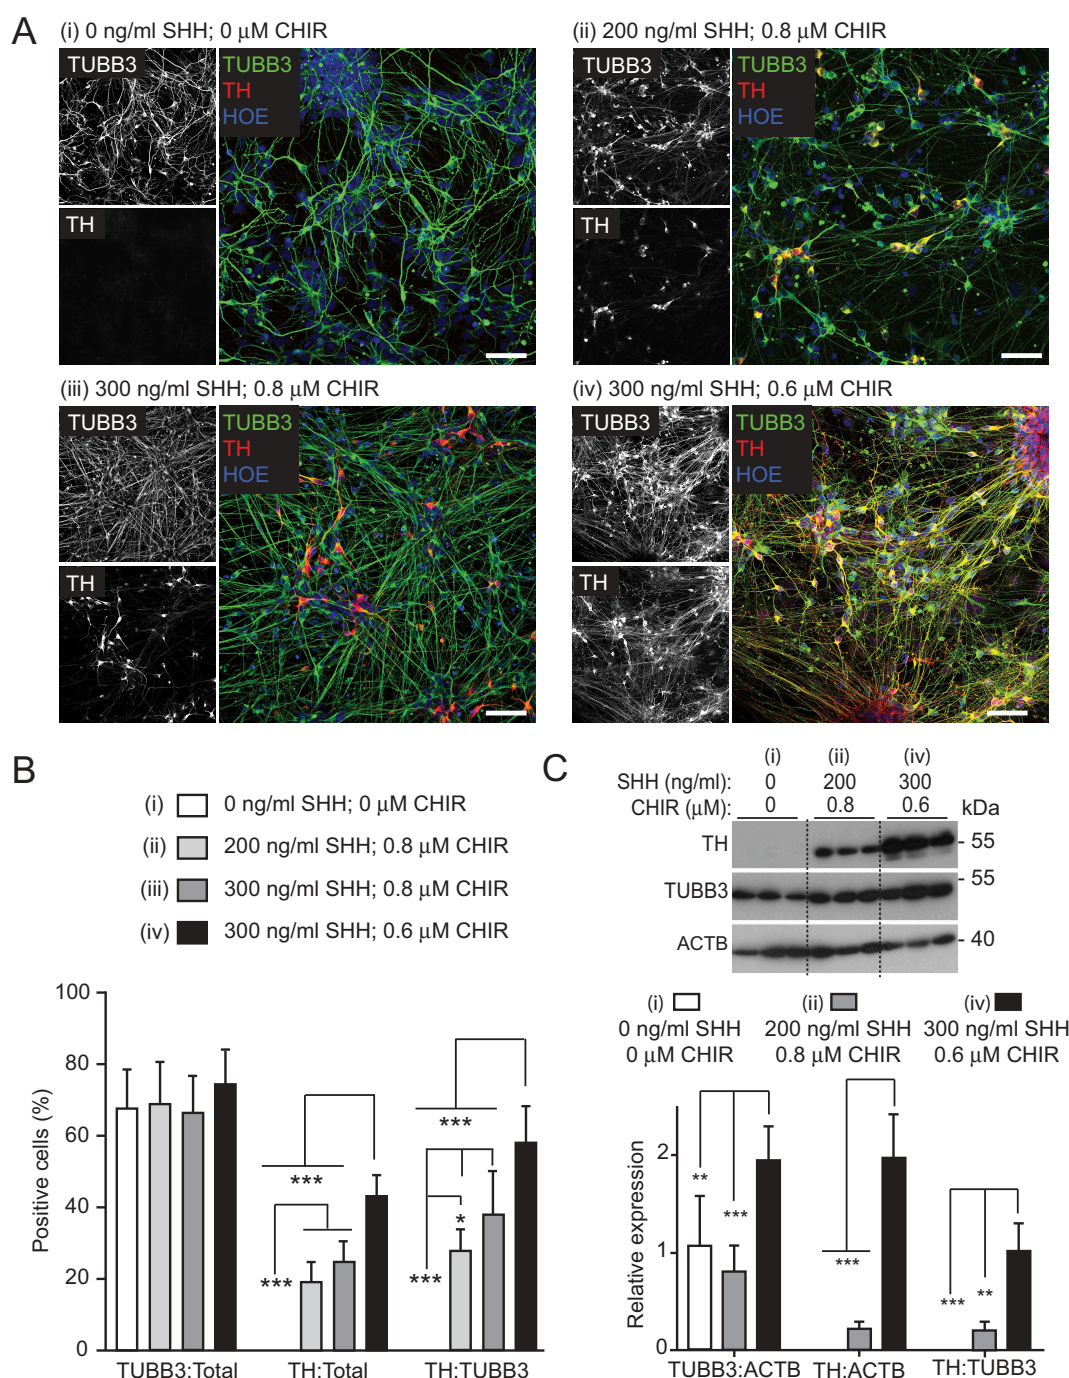 A
(i) 0 ng/ml SHH; 0 μM CHIR
TUBB3
TH
TUBB3
TH
HOE
(ii) 200 ng/ml SHH; 0.8 μM CHIR
TUBB3
TH
TUBB3
TH
HOE
(iii) 300 ng/ml SHH; 0.8 μM CHIR
TUBB3
TH
TUBB3
TH
HOE
(iv) 300 ng/ml SHH; 0.6 μM CHIR
TUBB3
TH
TUBB3
TH
HOE
B
(i) 0 ng/ml SHH; 0 μM CHIR
(ii) 200 ng/ml SHH; 0.8 μM CHIR
(iii) 300 ng/ml SHH; 0.8 μM CHIR
(iv) 300 ng/ml SHH; 0.6 μM CHIR
Positive cells (%)
100
80
60
40
20
0
***
***
***
***
*
TUBB3:Total TH:Total TH:TUBB3
C
(i) (ii) (iv)
SHH (ng/ml): 0 200 300
CHIR (μM): 0 0.8 0.6 kDa
TH - 55
TUBB3 - 55
ACTB - 40
(i) (ii) (iv)
0 ng/ml SHH 200 ng/ml SHH 300 ng/ml SHH
0 μM CHIR 0.8 μM CHIR 0.6 μM CHIR
Relative expression
2
1
0
**
***
***
***
**
TUBB3:ACTB TH:ACTB TH:TUBB3